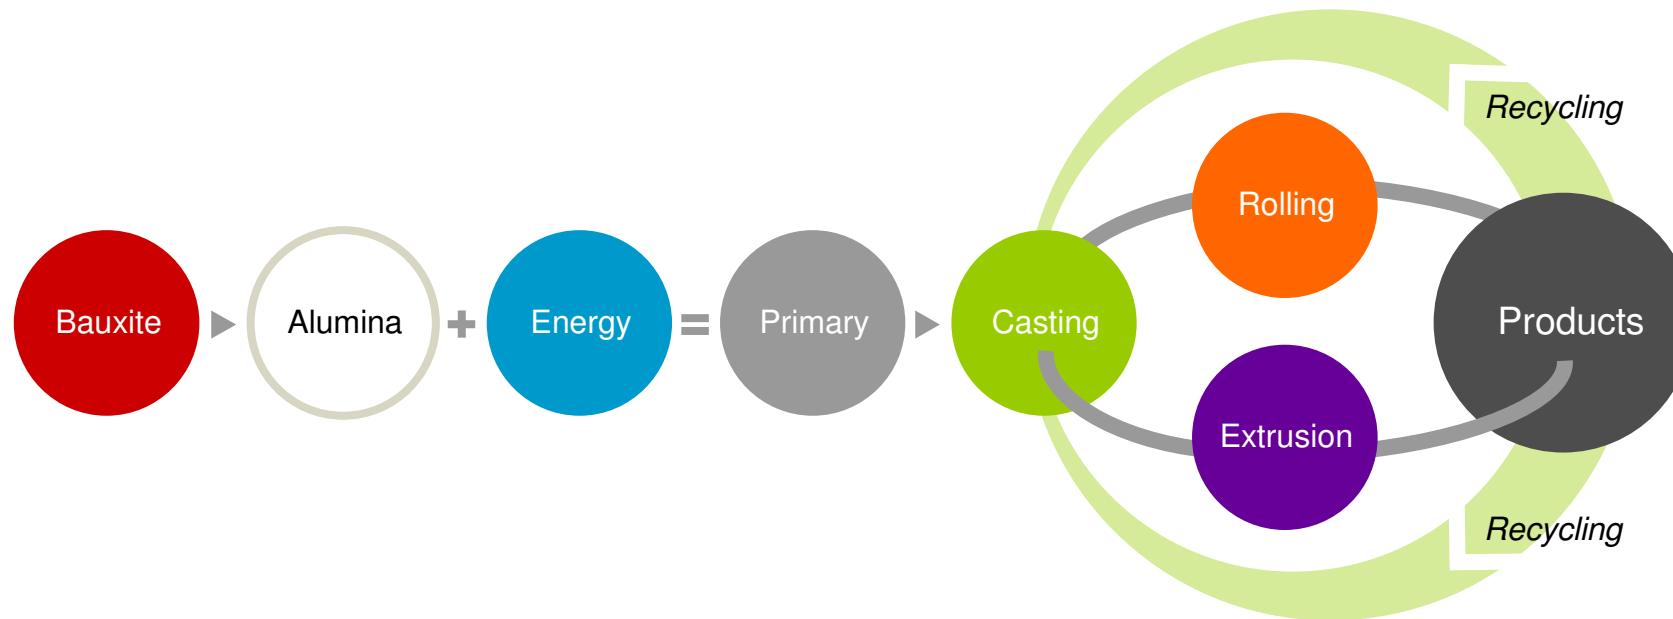 Bauxite
Alumina
Energy
Primary
Casting
Rolling
Extrusion
Products
Recycling
Recycling